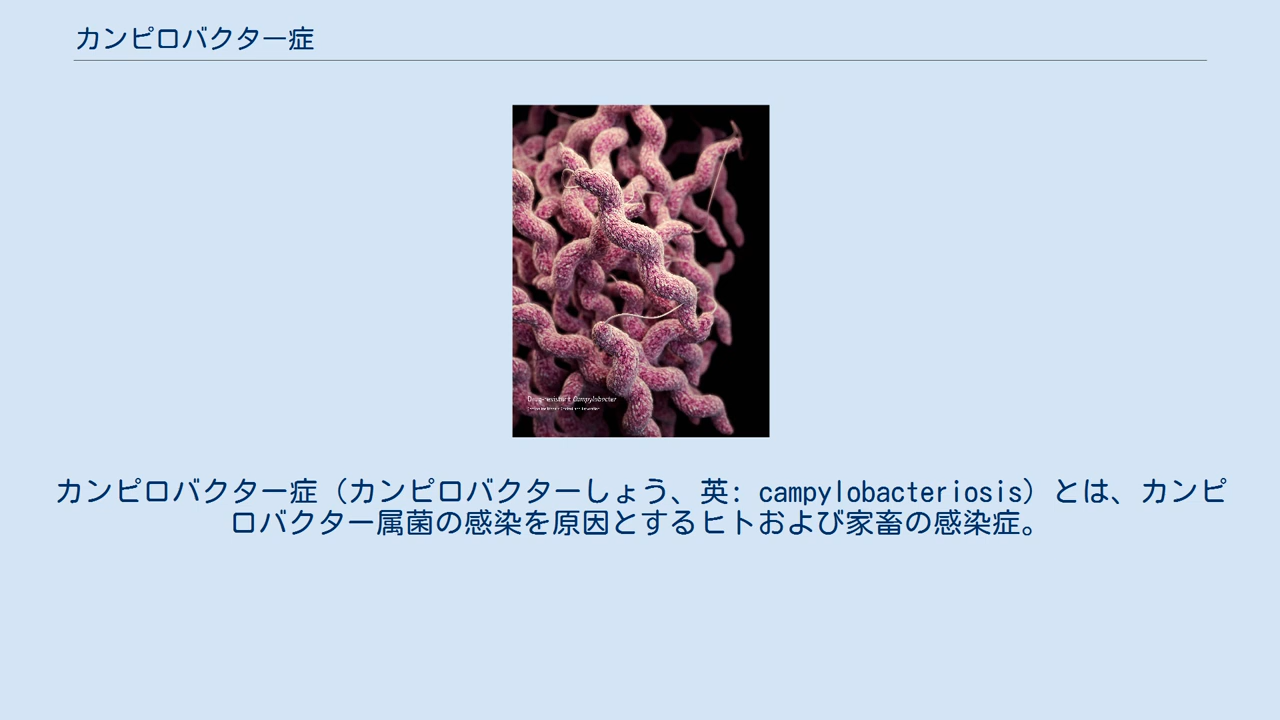 カンピロバクター症
Drug-resistant Campylobacter
カンピロバクター症（カンピロバクターしょう、英: campylobacteriosis）とは、カンピ
ロバクター属菌の感染を原因とするヒトおよび家畜の感染症。